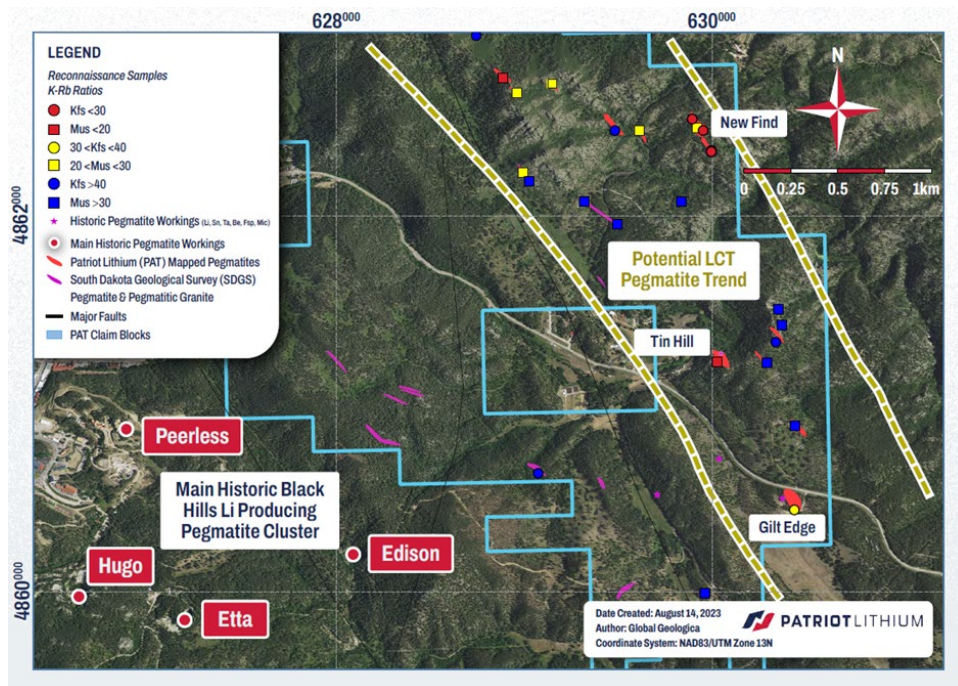 628000
630000
LEGEND
Reconnaissance Samples
K-Rb Ratios
Kfs <30
Mus <20
30 <Kfs <40
20 <Mus <30
Kfs >40
Mus >30
Historic Pegmatite Workings (Li, Sn, Ta, Be, Fsp, Mic)
Main Historic Pegmatite Workings
Patriot Lithium (PAT) Mapped Pegmatites
South Dakota Geological Survey (SDGS)
Pegmatite & Pegmatitic Granite
Major Faults
PAT Claim Blocks
N
New Find
0 0.25 0.5 0.75 1km
4862000
Potential LCT
Pegmatite Trend
Tin Hill
Peerless
Main Historic Black
Hills Li Producing
Pegmatite Cluster
Gilt Edge
Edison
Hugo
4860000
Etta
Date Created: August 14, 2023
Author: Global Geologica
Coordinate System: NAD83/UTM Zone 13N
PATRIOTLITHIUM